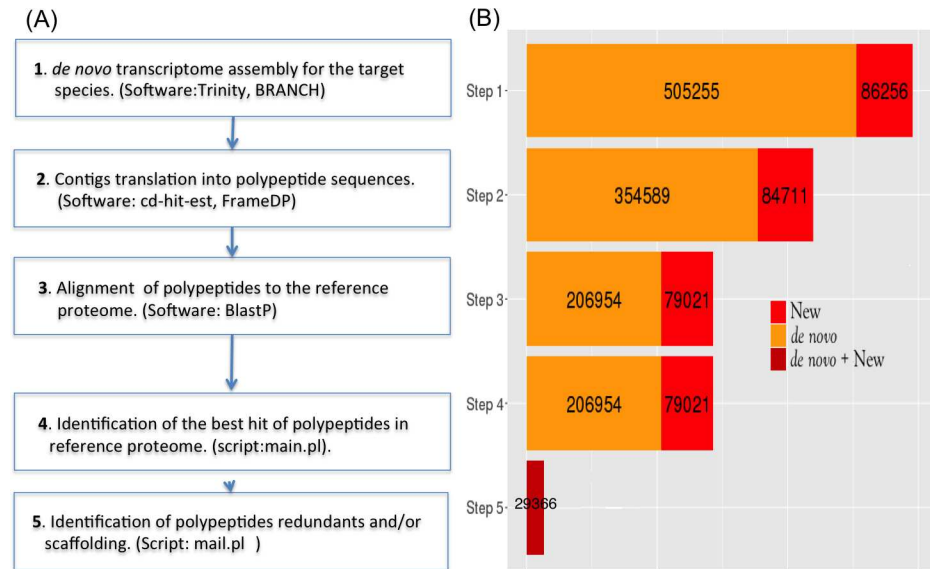 (A)
1. de novo transcriptome assembly for the target
species. (Software:Trinity, BRANCH)
2. Contigs translation into polypeptide sequences.
(Software: cd-hit-est, FrameDP)
3. Alignment of polypeptides to the reference
proteome. (Software: BlastP)
4. Identification of the best hit of polypeptides in
reference proteome. (script:main.pl).
5. Identification of polypeptides redundants and/or
scaffolding. (Script: mail.pl )
(B)
Step 1
505255
86256
Step 2
354589
84711
Step 3
206954
79021
New
de novo
de novo + New
Step 4
206954
79021
Step 5
29366